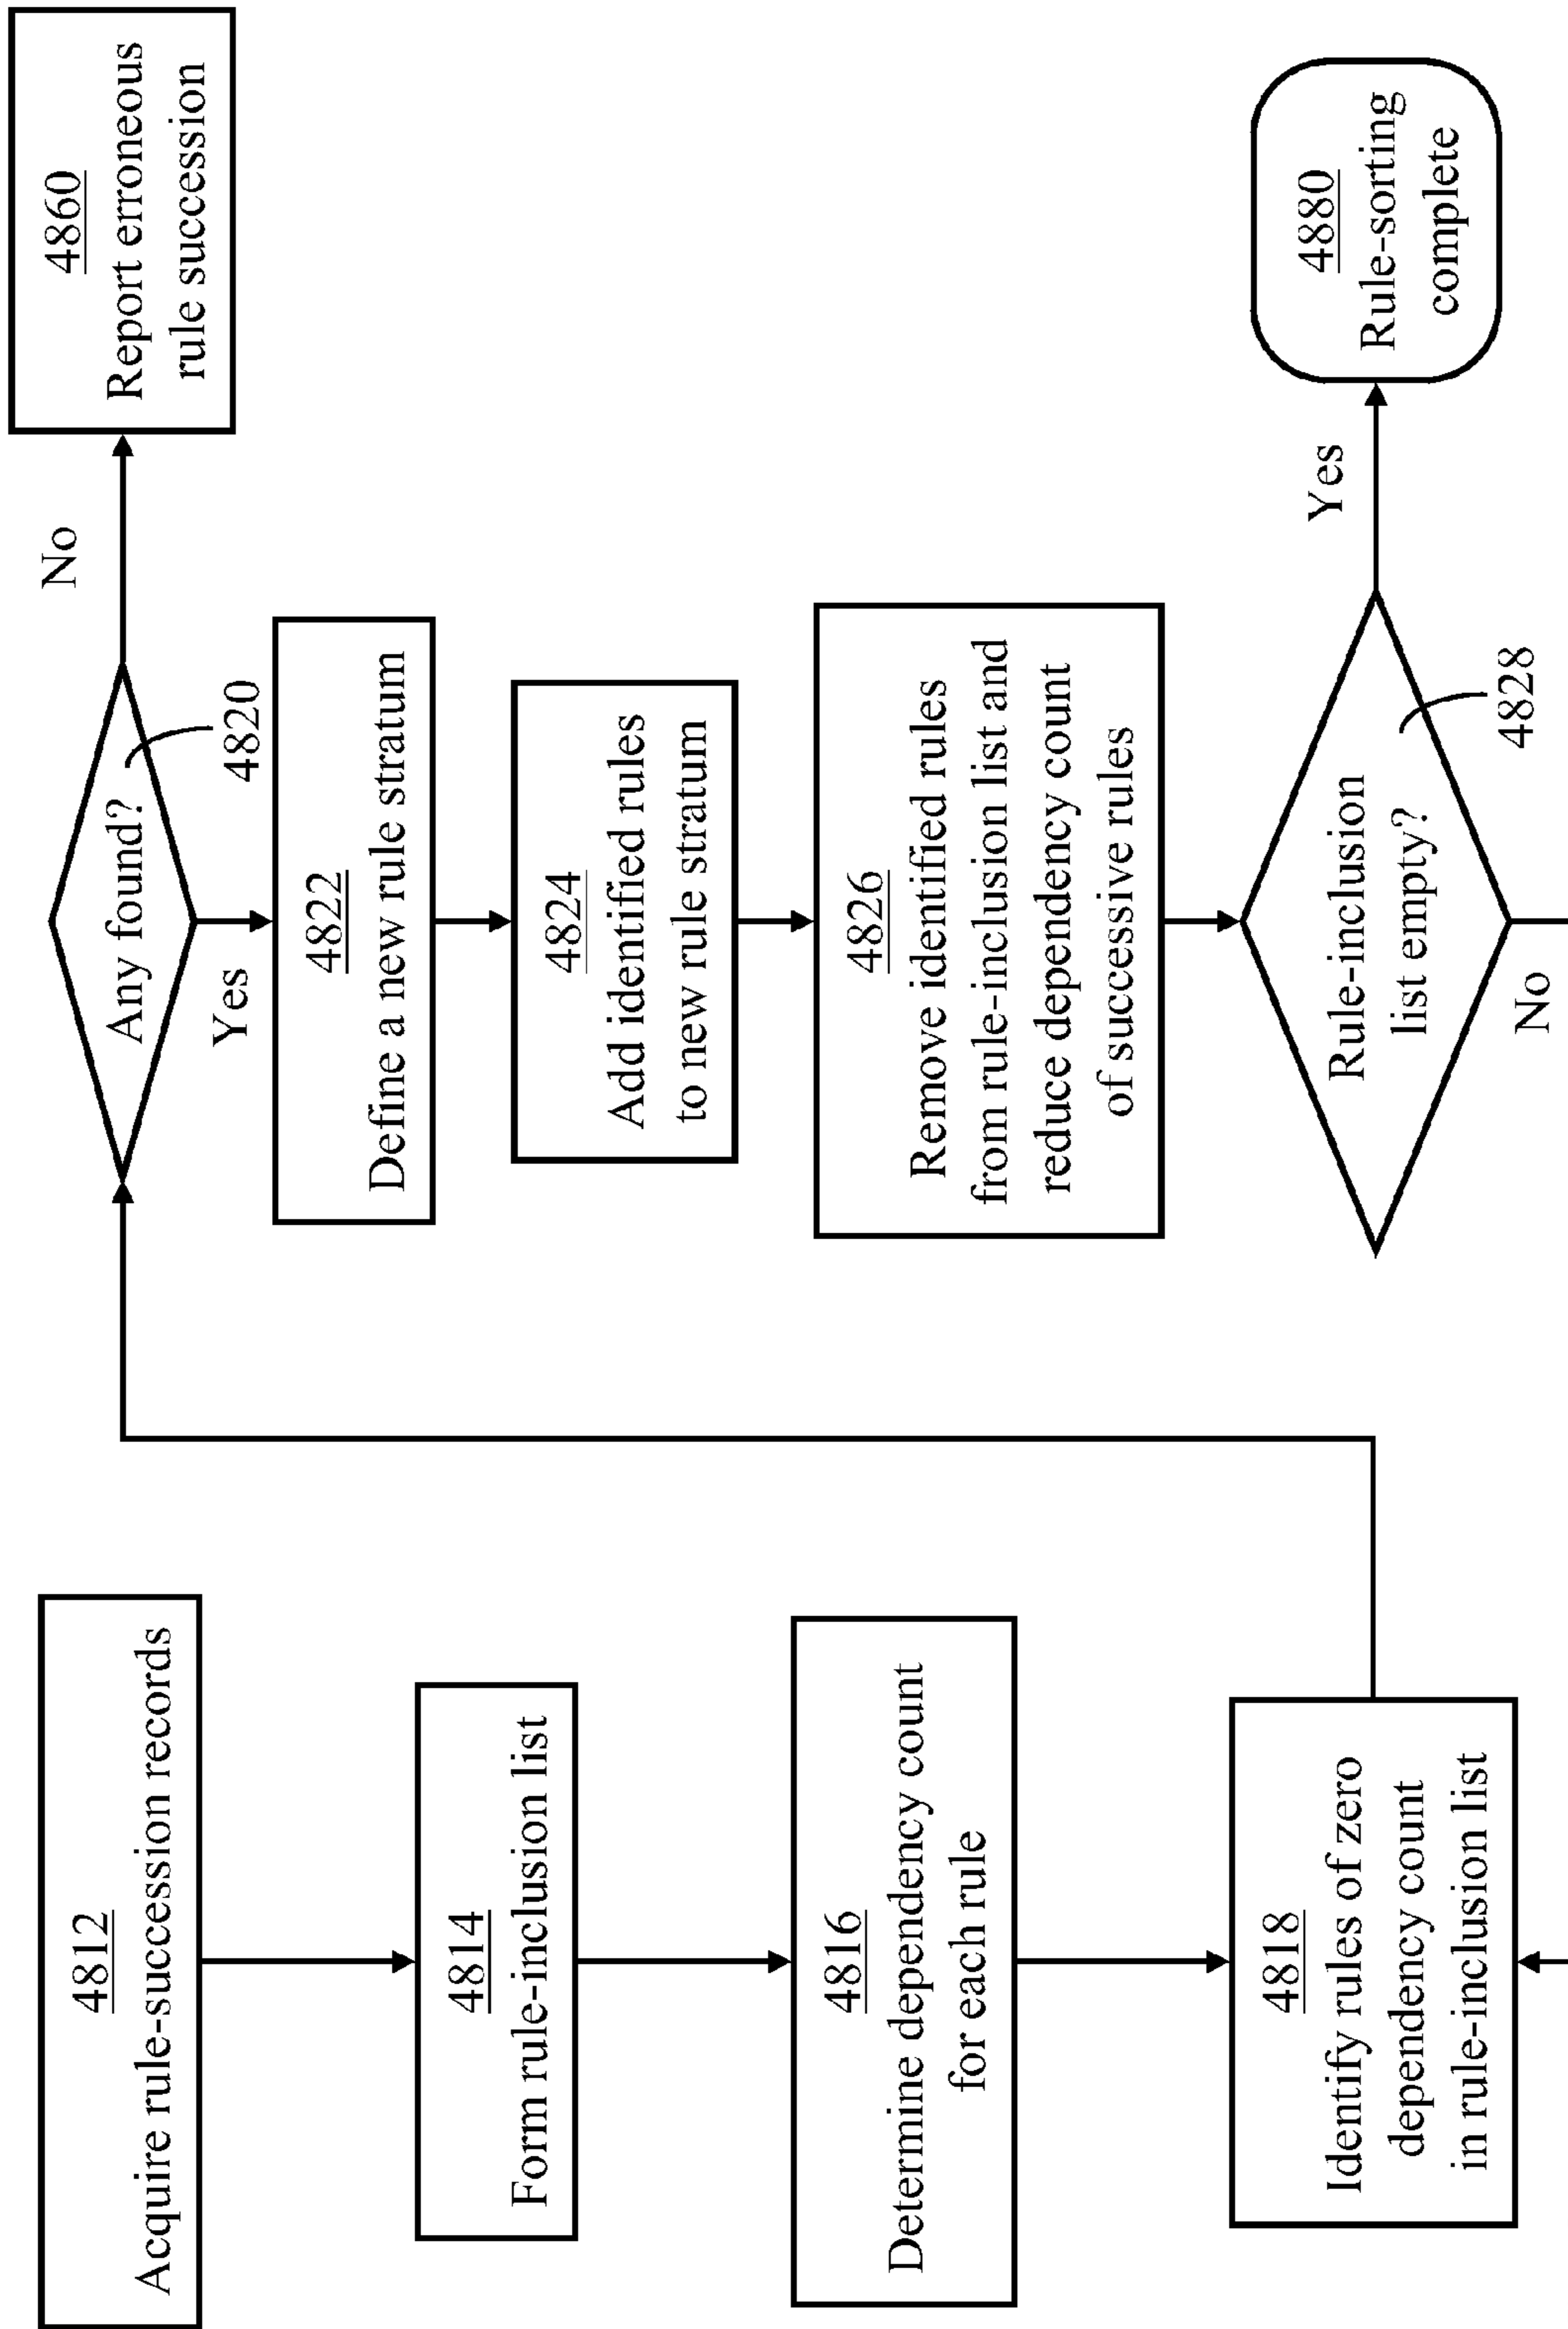 4812
Acquire rule-succession records
4814
Form rule-inclusion list
4816
Determine dependency count
for each rule
4818
Identify rules of zero
dependency count
in rule-inclusion list
Any found?
4820
No
4860
Report erroneous
rule succession
Yes
4822
Define a new rule stratum
4824
Add identified rules
to new rule stratum
4826
Remove identified rules
from rule-inclusion list and
reduce dependency count
of successive rules
Rule-inclusion
list empty?
4828
Yes
4880
Rule-sorting
complete
No